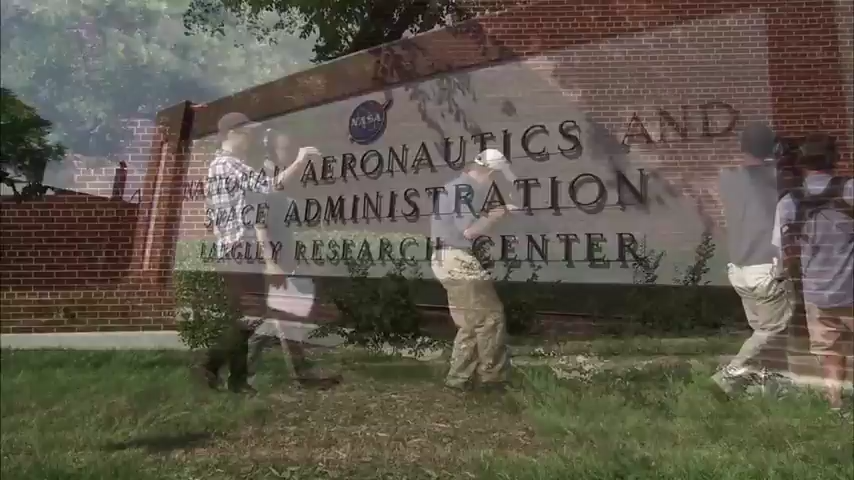 NASA
NATIONAL AERONAUTICS AND
SPACE ADMINISTRATION
LANGLEY RESEARCH CENTER